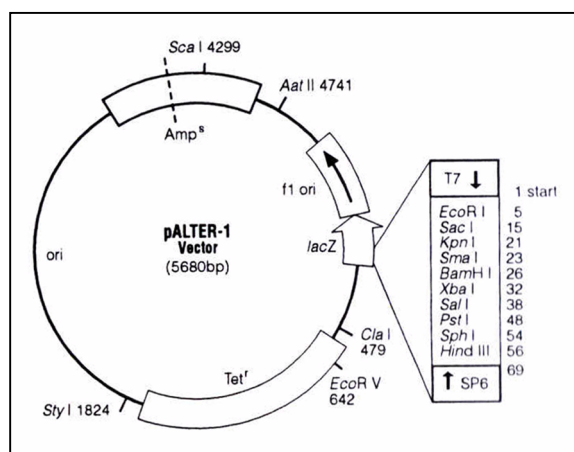 Sca I 4299
Aat II 4741
Amp s
f1 ori
T7 ↓
1 start
pALTER-1
Vector
(5680bp)
lacZ
ori
EcoR I 5
Sac I 15
Kpn I 21
Sma I 23
BamH I 26
Xba I 32
Sal I 38
Pst I 48
Sph I 54
Hind III 56
69
↑ SP6
Cla I
479
EcoR V
642
Tet r
Sty I 1824